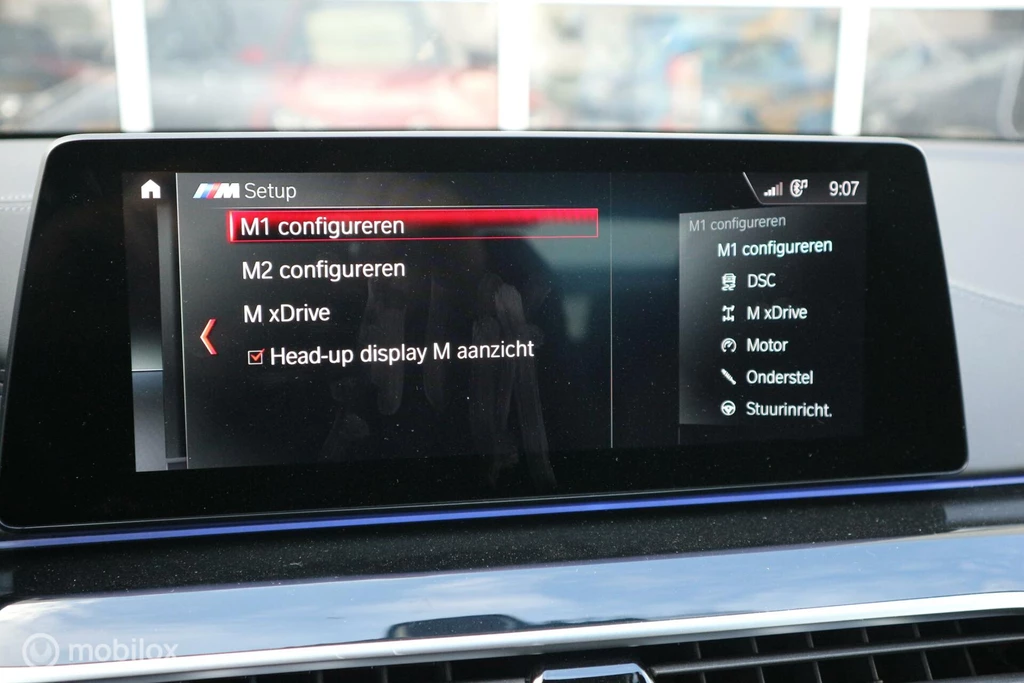 M Setup
9:07
M1 configureren
M2 configureren
M xDrive
Head-up display M aanzicht
M1 configureren
M1 configureren
DSC
M xDrive
Motor
Onderstel
Stuurinricht.
mobilox